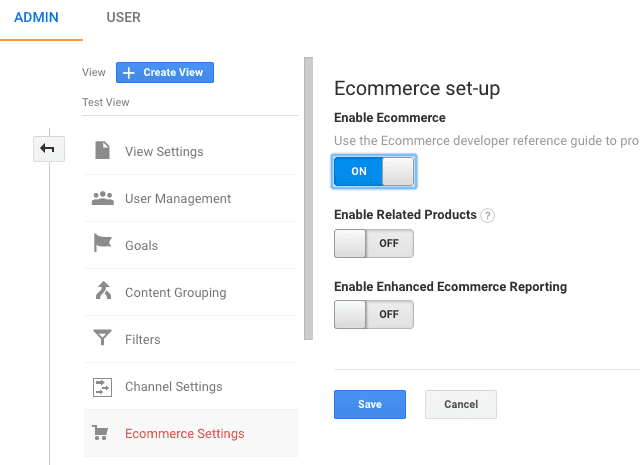 ADMIN USER
View + Create View
Test View
View Settings
User Management
Goals
Content Grouping
Filters
Channel Settings
Ecommerce Settings
Ecommerce set-up
Enable Ecommerce
Use the Ecommerce developer reference guide to pro
ON
Enable Related Products ?
OFF
Enable Enhanced Ecommerce Reporting
OFF
Save Cancel